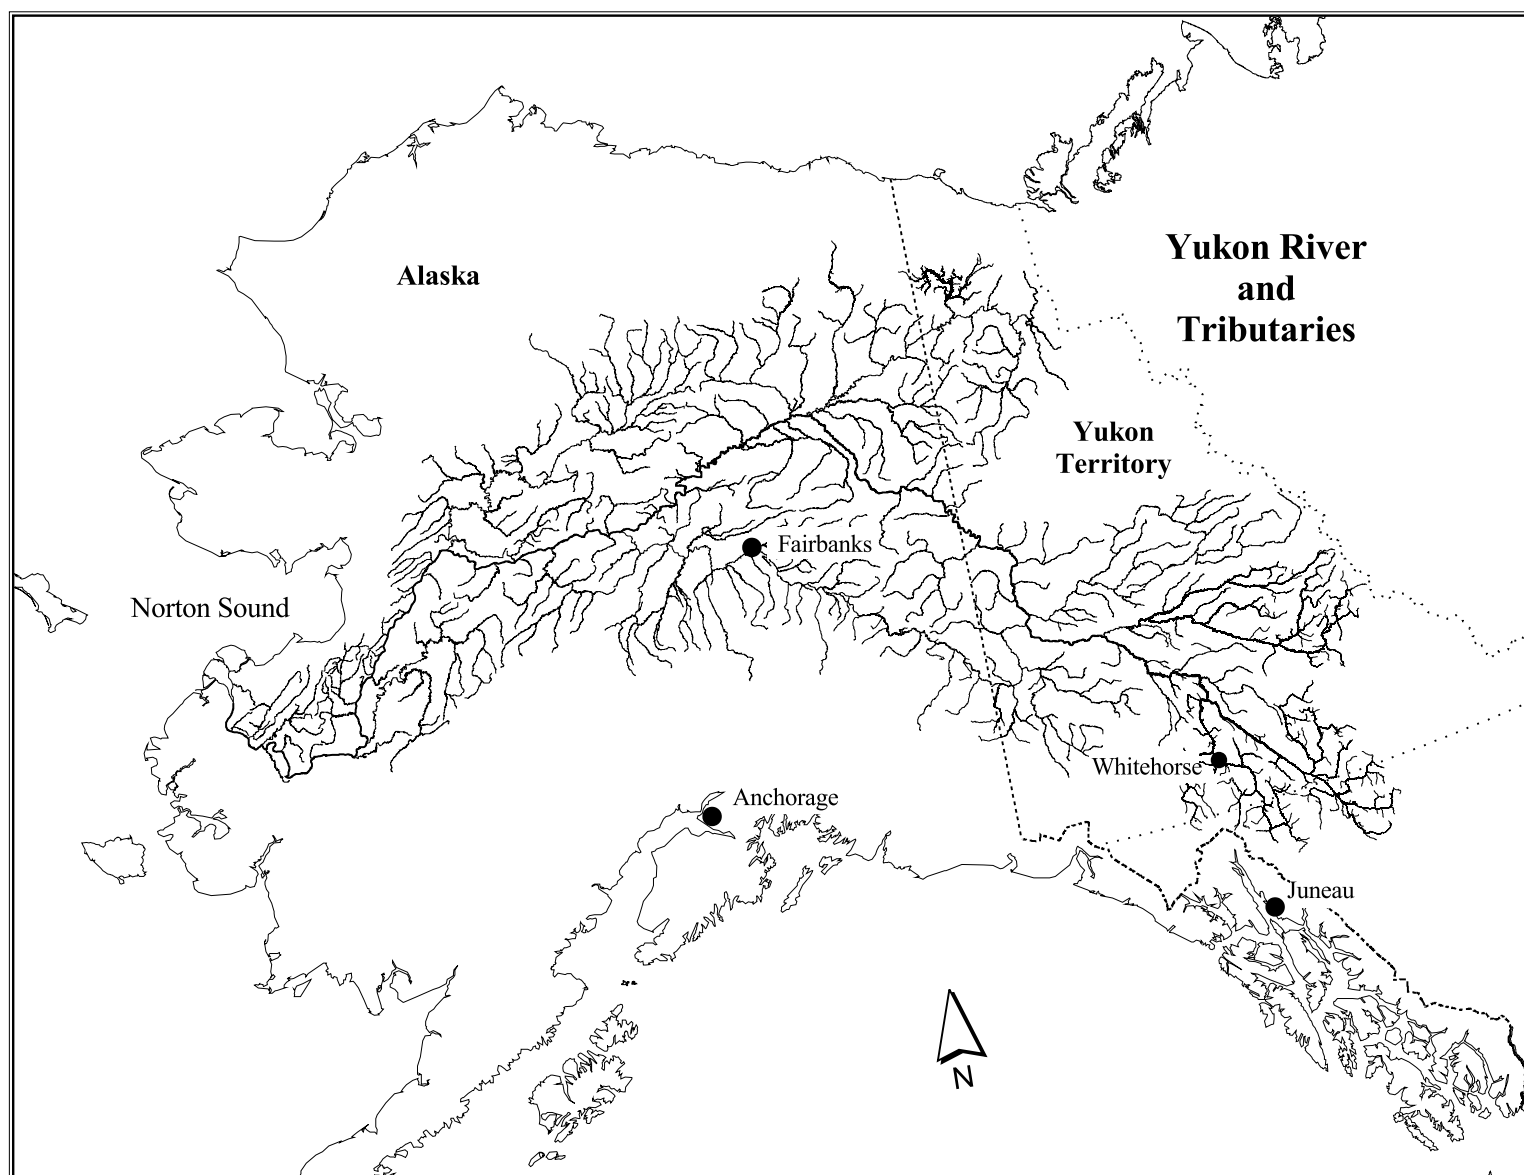 Yukon River
and
Tributaries
Alaska
Yukon
Territory
Fairbanks
Norton Sound
Whitehorse
Anchorage
Juneau
N